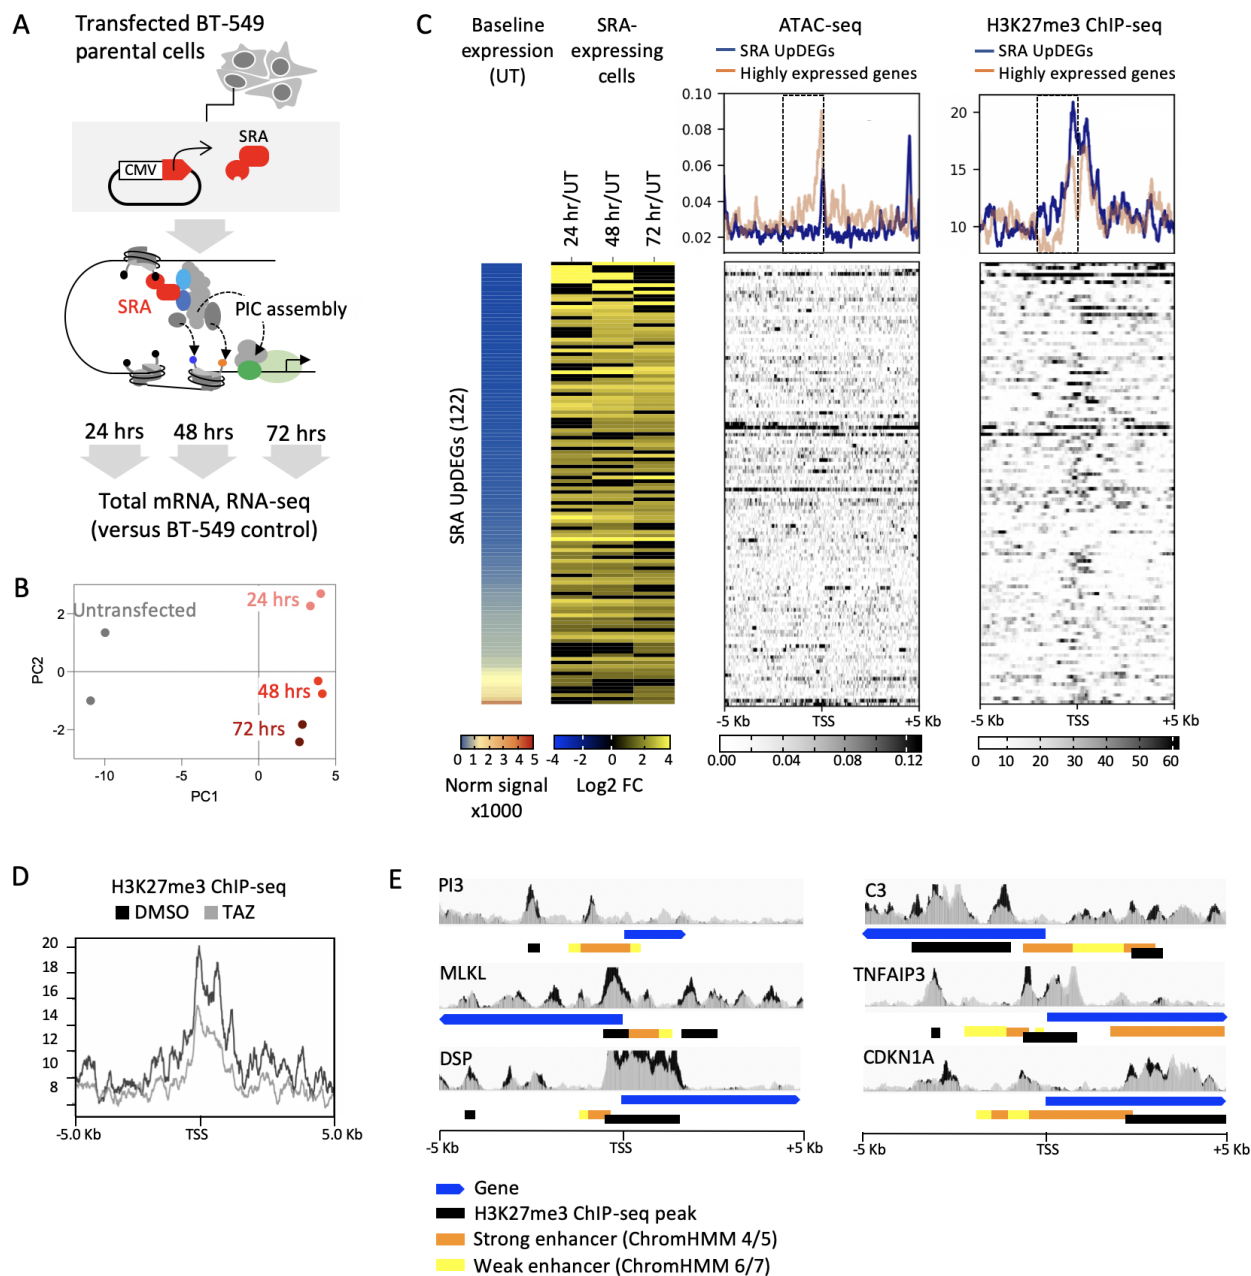 A
Transfected BT-549
parental cells
SRA
CMV
SRA
PIC assembly
24 hrs
48 hrs
72 hrs
Total mRNA, RNA-seq
(versus BT-549 control)
B
Untransfected
24 hrs
48 hrs
72 hrs
PC2
2
0
-2
-10
-5
0
5
PC1
C
Baseline
expression
(UT)
SRA-
expressing
cells
24 hr/UT
48 hr/UT
72 hr/UT
SRA UpDEGs (122)
0 1 2 3 4 5
Norm signal
x1000
-4 -2 0 2 4
Log2 FC
ATAC-seq
SRA UpDEGs
Highly expressed genes
0.10
0.08
0.06
0.04
0.02
-5 Kb TSS +5 Kb
0.00 0.04 0.08 0.12
H3K27me3 ChIP-seq
SRA UpDEGs
Highly expressed genes
20
15
10
-5 Kb TSS +5 Kb
0 10 20 30 40 50 60
D
H3K27me3 ChIP-seq
DMSO TAZ
20
18
16
14
12
10
8
-5.0 Kb TSS 5.0 Kb
E
PI3
MLKL
DSP
-5 Kb TSS +5 Kb
C3
TNFAIP3
CDKN1A
-5 Kb TSS +5 Kb
Gene
H3K27me3 ChIP-seq peak
Strong enhancer (ChromHMM 4/5)
Weak enhancer (ChromHMM 6/7)